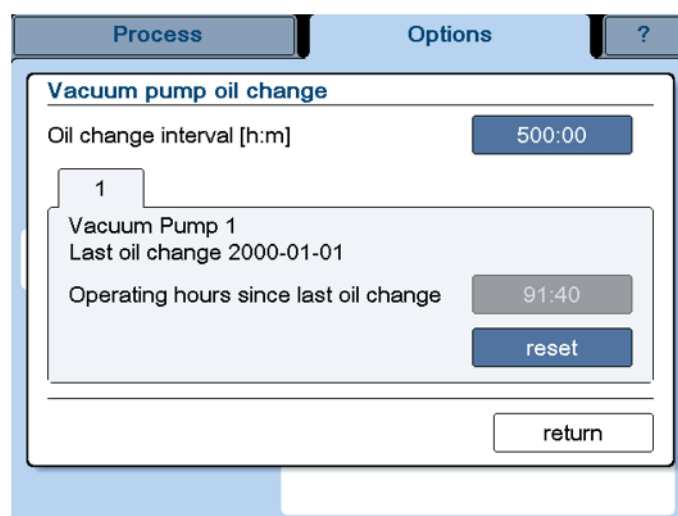 Process Options ?
Vacuum pump oil change
Oil change interval [h:m] 500:00
1
Vacuum Pump 1
Last oil change 2000-01-01
Operating hours since last oil change 91:40
reset
return